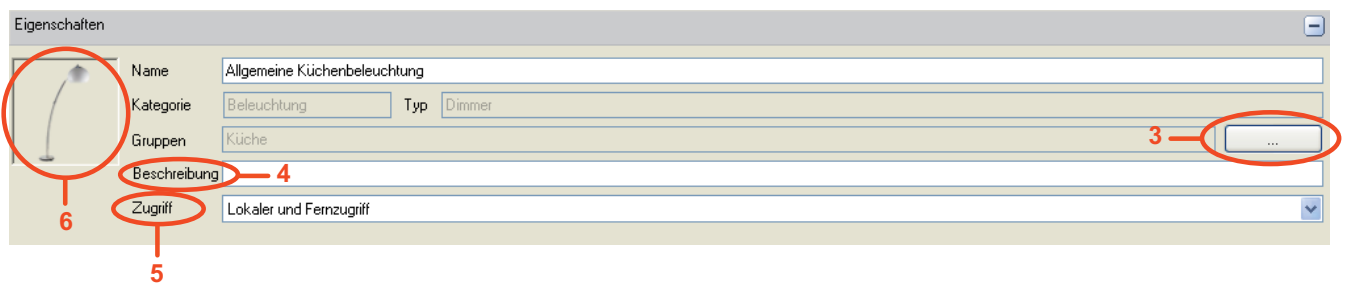 Eigenschaften
Name Allgemeine Küchenbeleuchtung
Kategorie Beleuchtung Typ Dimmer
Gruppen Küche 3 ...
Beschreibung 4
Zugriff Lokaler und Fernzugriff
6
5